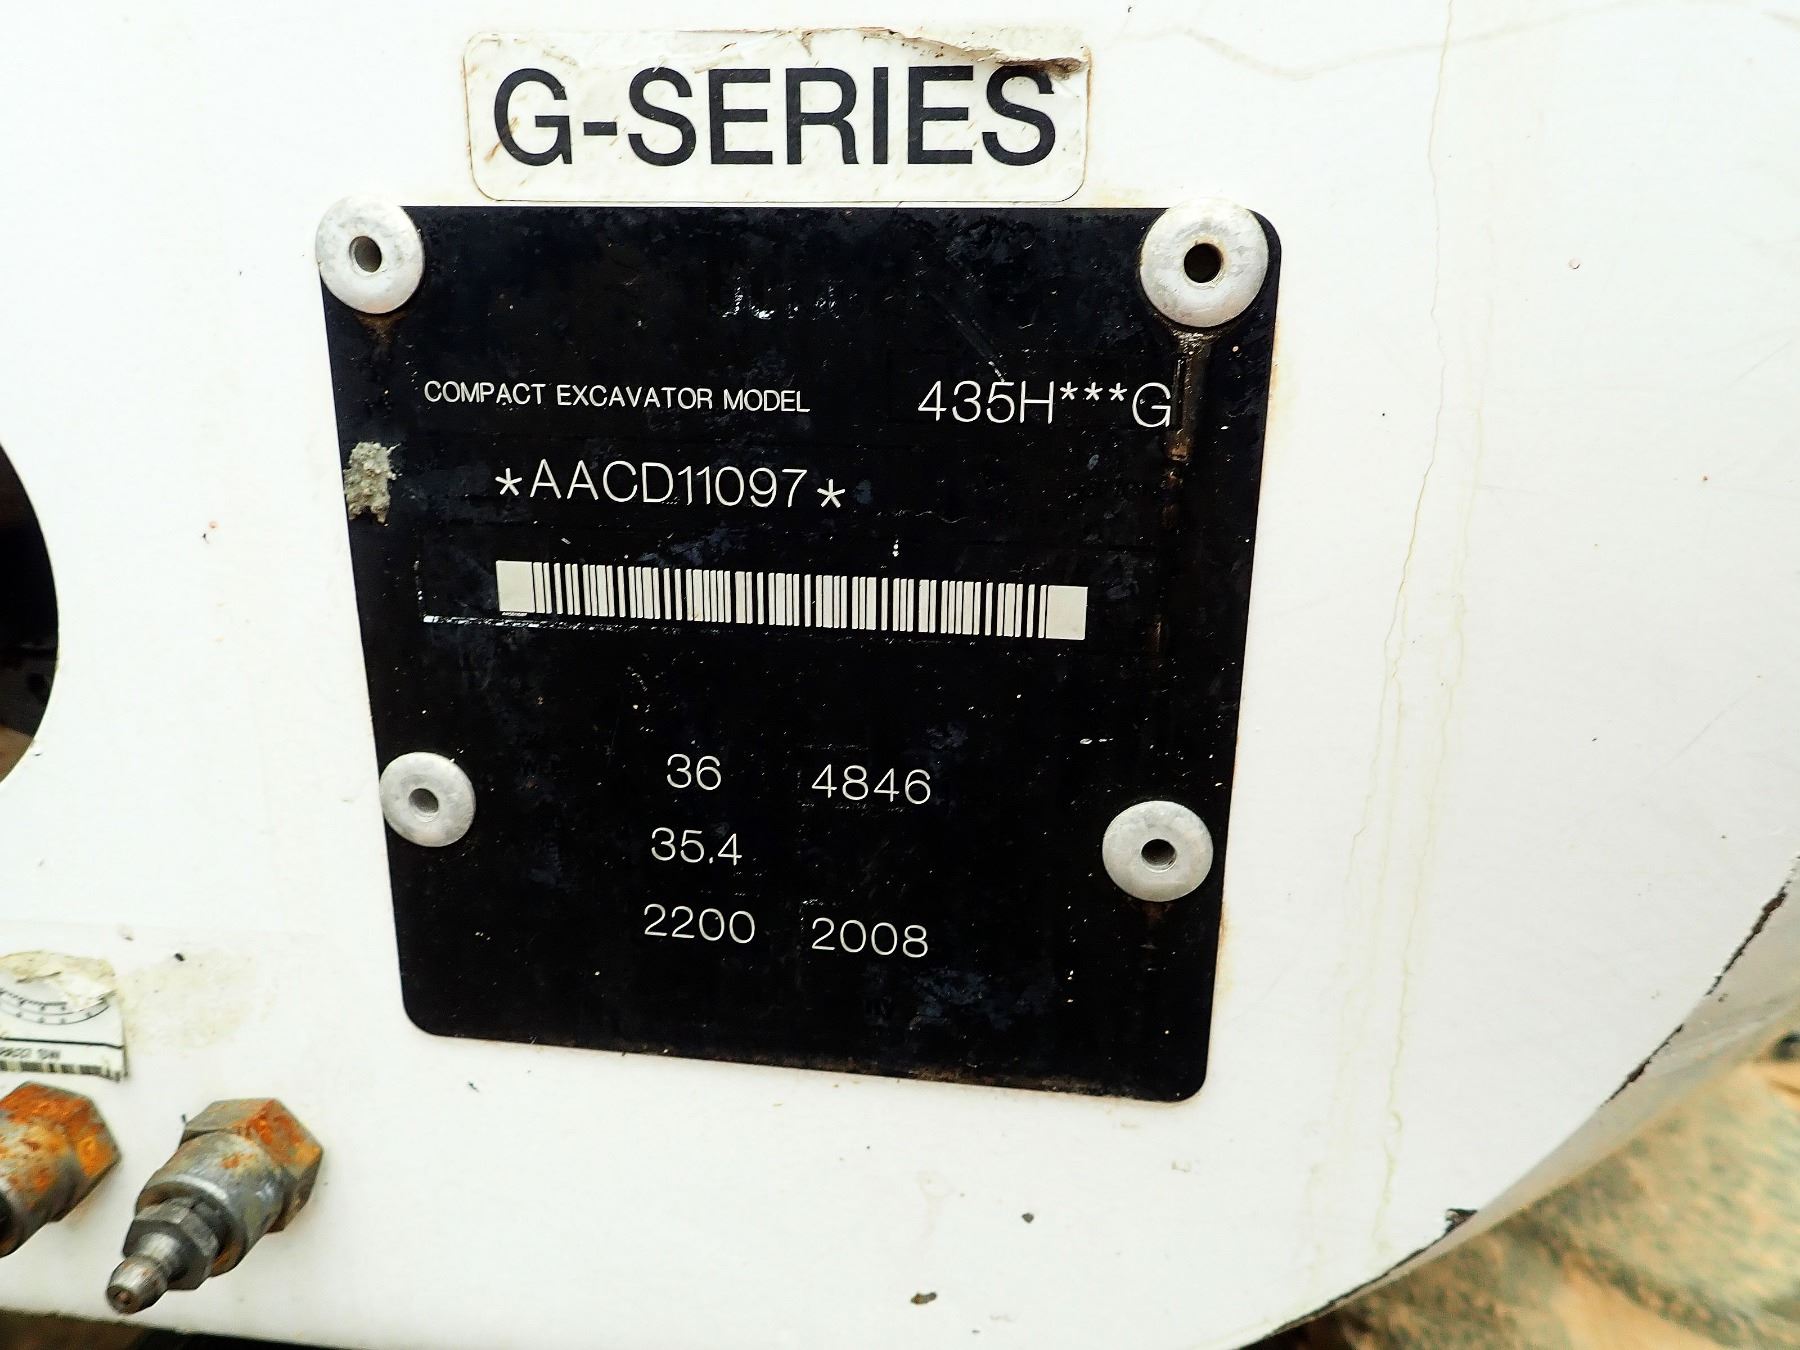 G-SERIES
COMPACT EXCAVATOR MODEL 435H***G
*AACD11097*
36 4846
35.4
2200 2008